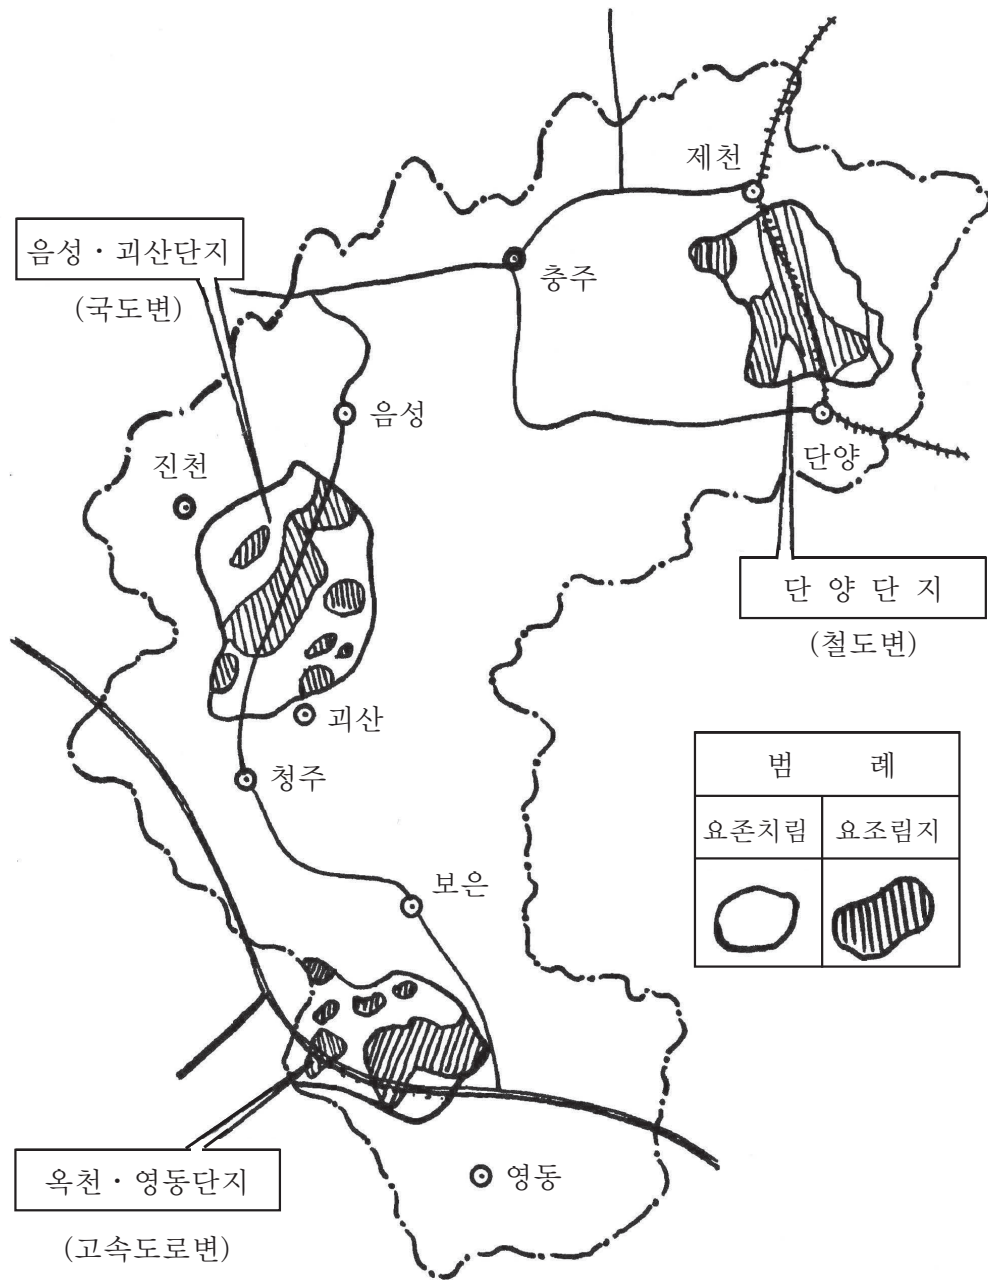 제천
음성·괴산단지
(국도변)
충주
음성
진천
단양
단 양 단 지
(철도변)
괴산
청주
범 례
요존치림 요조림지
보은
옥천·영동단지
영동
(고속도로변)